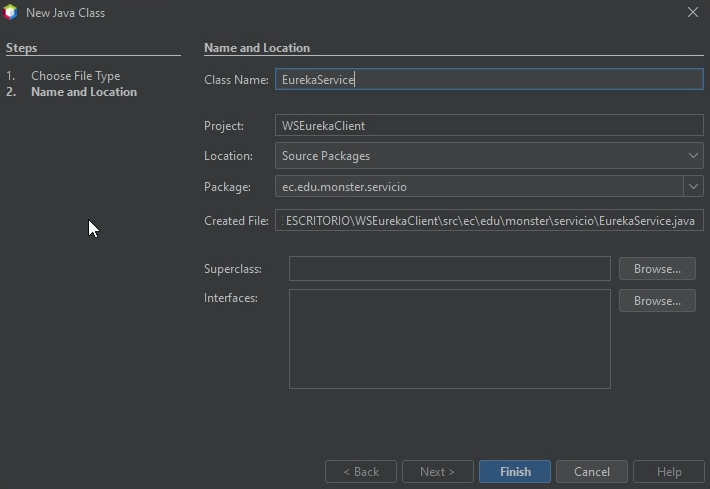 New Java Class
Steps
1. Choose File Type
2. Name and Location
Name and Location
Class Name: EurekaService
Project: WSEurekaClient
Location: Source Packages
Package: ec.edu.monster.servicio
Created File: ESCRITORIO\WSEurekaClient\src\ec\edu\monster\servicio\EurekaService.java
Superclass: Browse...
Interfaces: Browse...
< Back Next > Finish Cancel Help